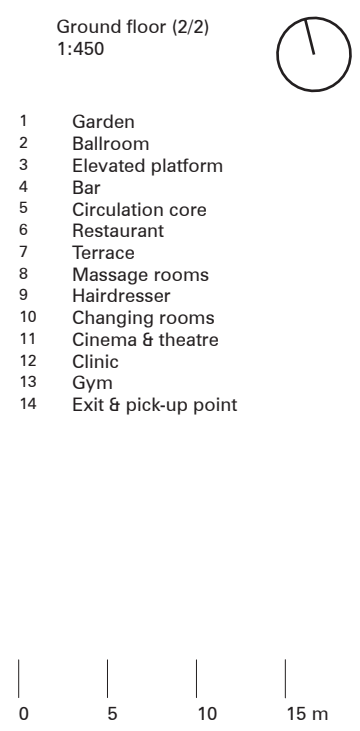 Ground floor (2/2)
1:450
1 Garden
2 Ballroom
3 Elevated platform
4 Bar
5 Circulation core
6 Restaurant
7 Terrace
8 Massage rooms
9 Hairdresser
10 Changing rooms
11 Cinema & theatre
12 Clinic
13 Gym
14 Exit & pick-up point
0 5 10 15 m